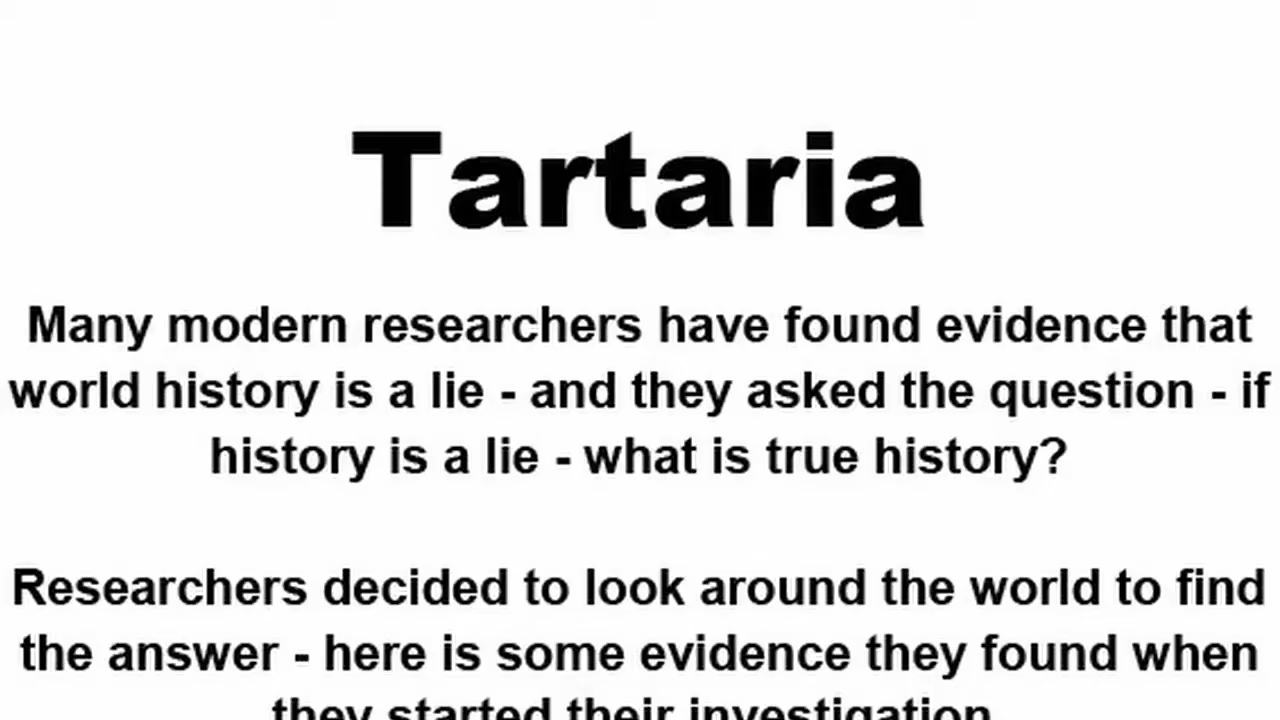 Tartaria
Many modern researchers have found evidence that
world history is a lie - and they asked the question - if
history is a lie - what is true history?
Researchers decided to look around the world to find
the answer - here is some evidence they found when
they started their investigation